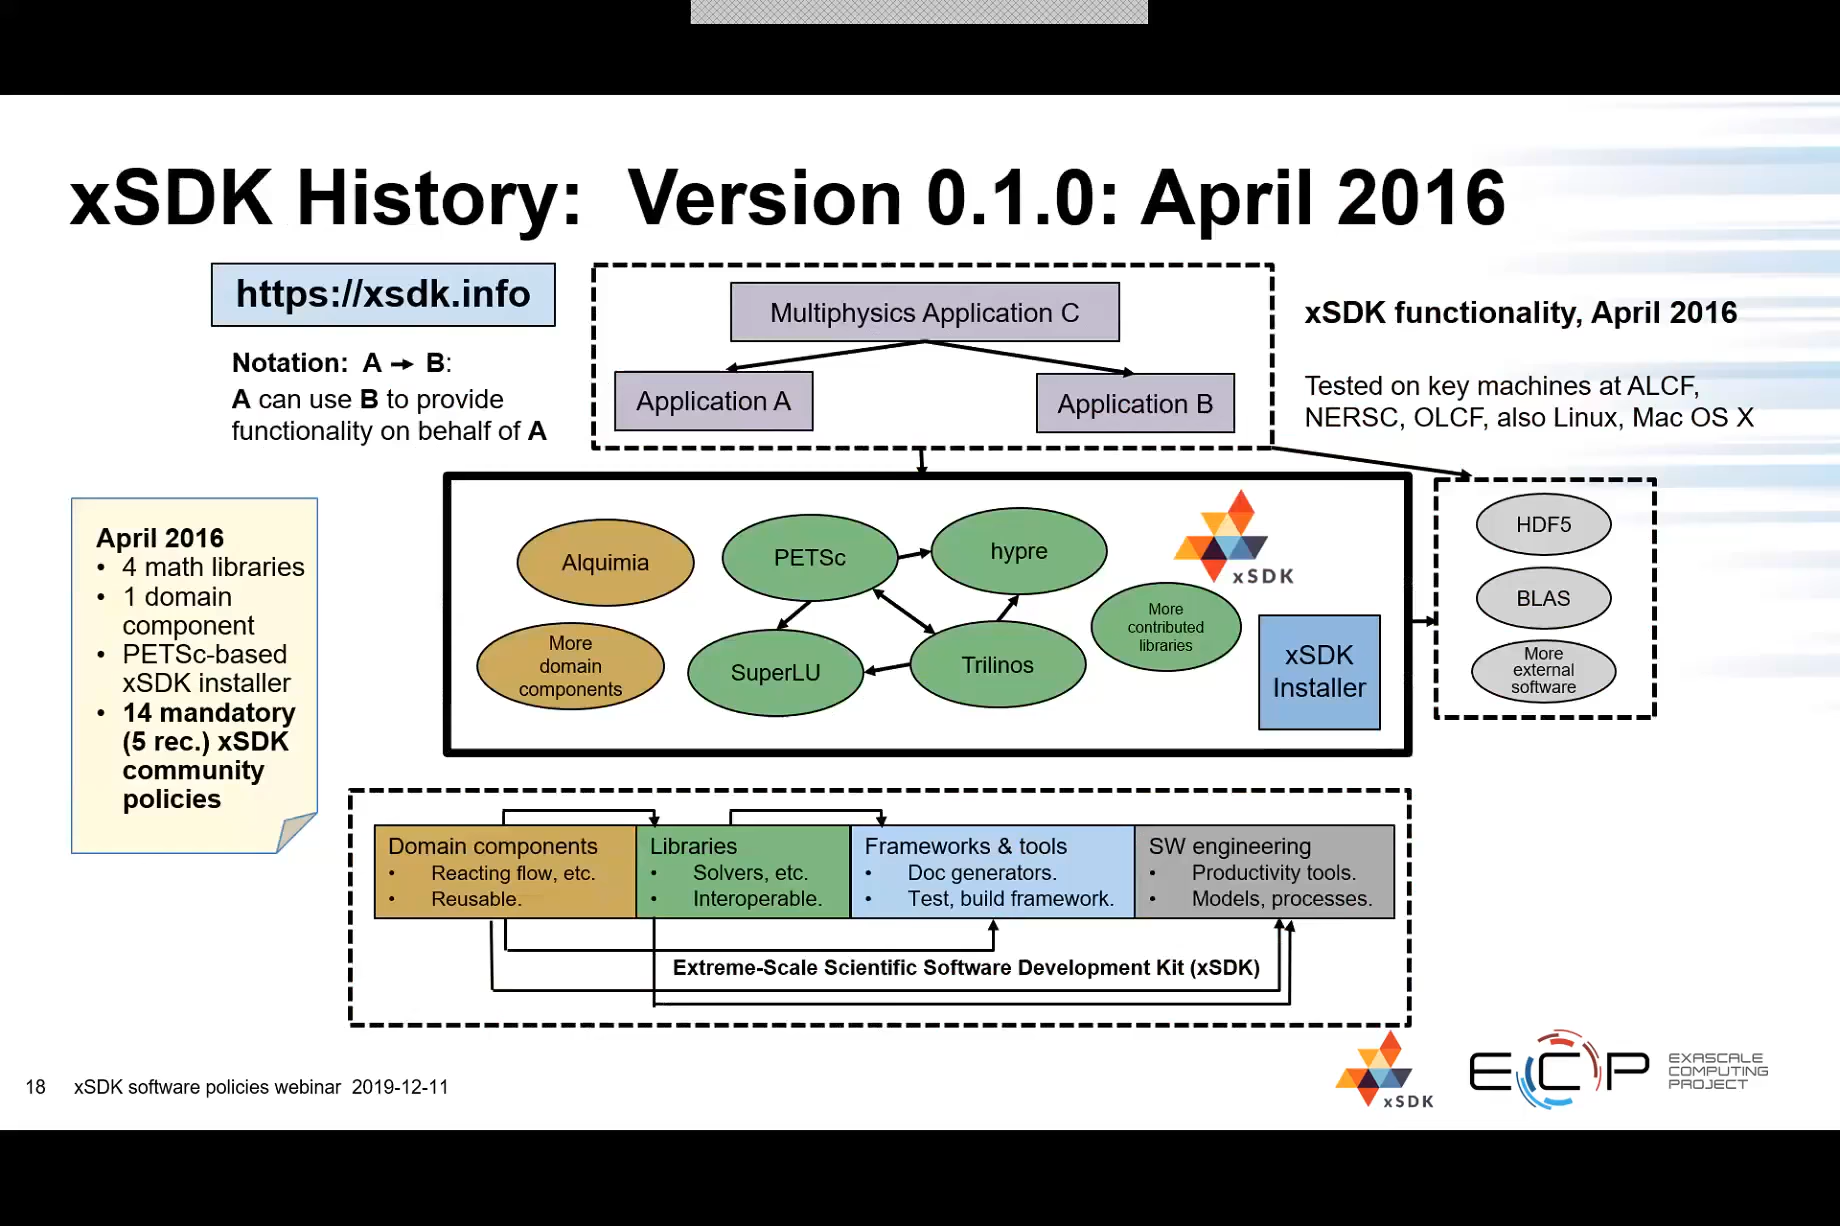 xSDK History:  Version 0.1.0: April 2016
https://xsdk.info
Notation:  A → B:
A can use B to provide
functionality on behalf of A
Multiphysics Application C
Application A
Application B
xSDK functionality, April 2016
Tested on key machines at ALCF,
NERSC, OLCF, also Linux, Mac OS X
April 2016
• 4 math libraries
• 1 domain
component
• PETSc-based
xSDK installer
• 14 mandatory
(5 rec.) xSDK
community
policies
Alquimia
PETSc
hypre
xSDK
More
domain
components
SuperLU
Trilinos
More
contributed
libraries
xSDK
Installer
HDF5
BLAS
More
external
software
Domain components
• Reacting flow, etc.
• Reusable.
Libraries
• Solvers, etc.
• Interoperable.
Frameworks & tools
• Doc generators.
• Test, build framework.
SW engineering
• Productivity tools.
• Models, processes.
Extreme-Scale Scientific Software Development Kit (xSDK)
18 xSDK software policies webinar 2019-12-11
xSDK
ECP
EXASCALE
COMPUTING
PROJECT